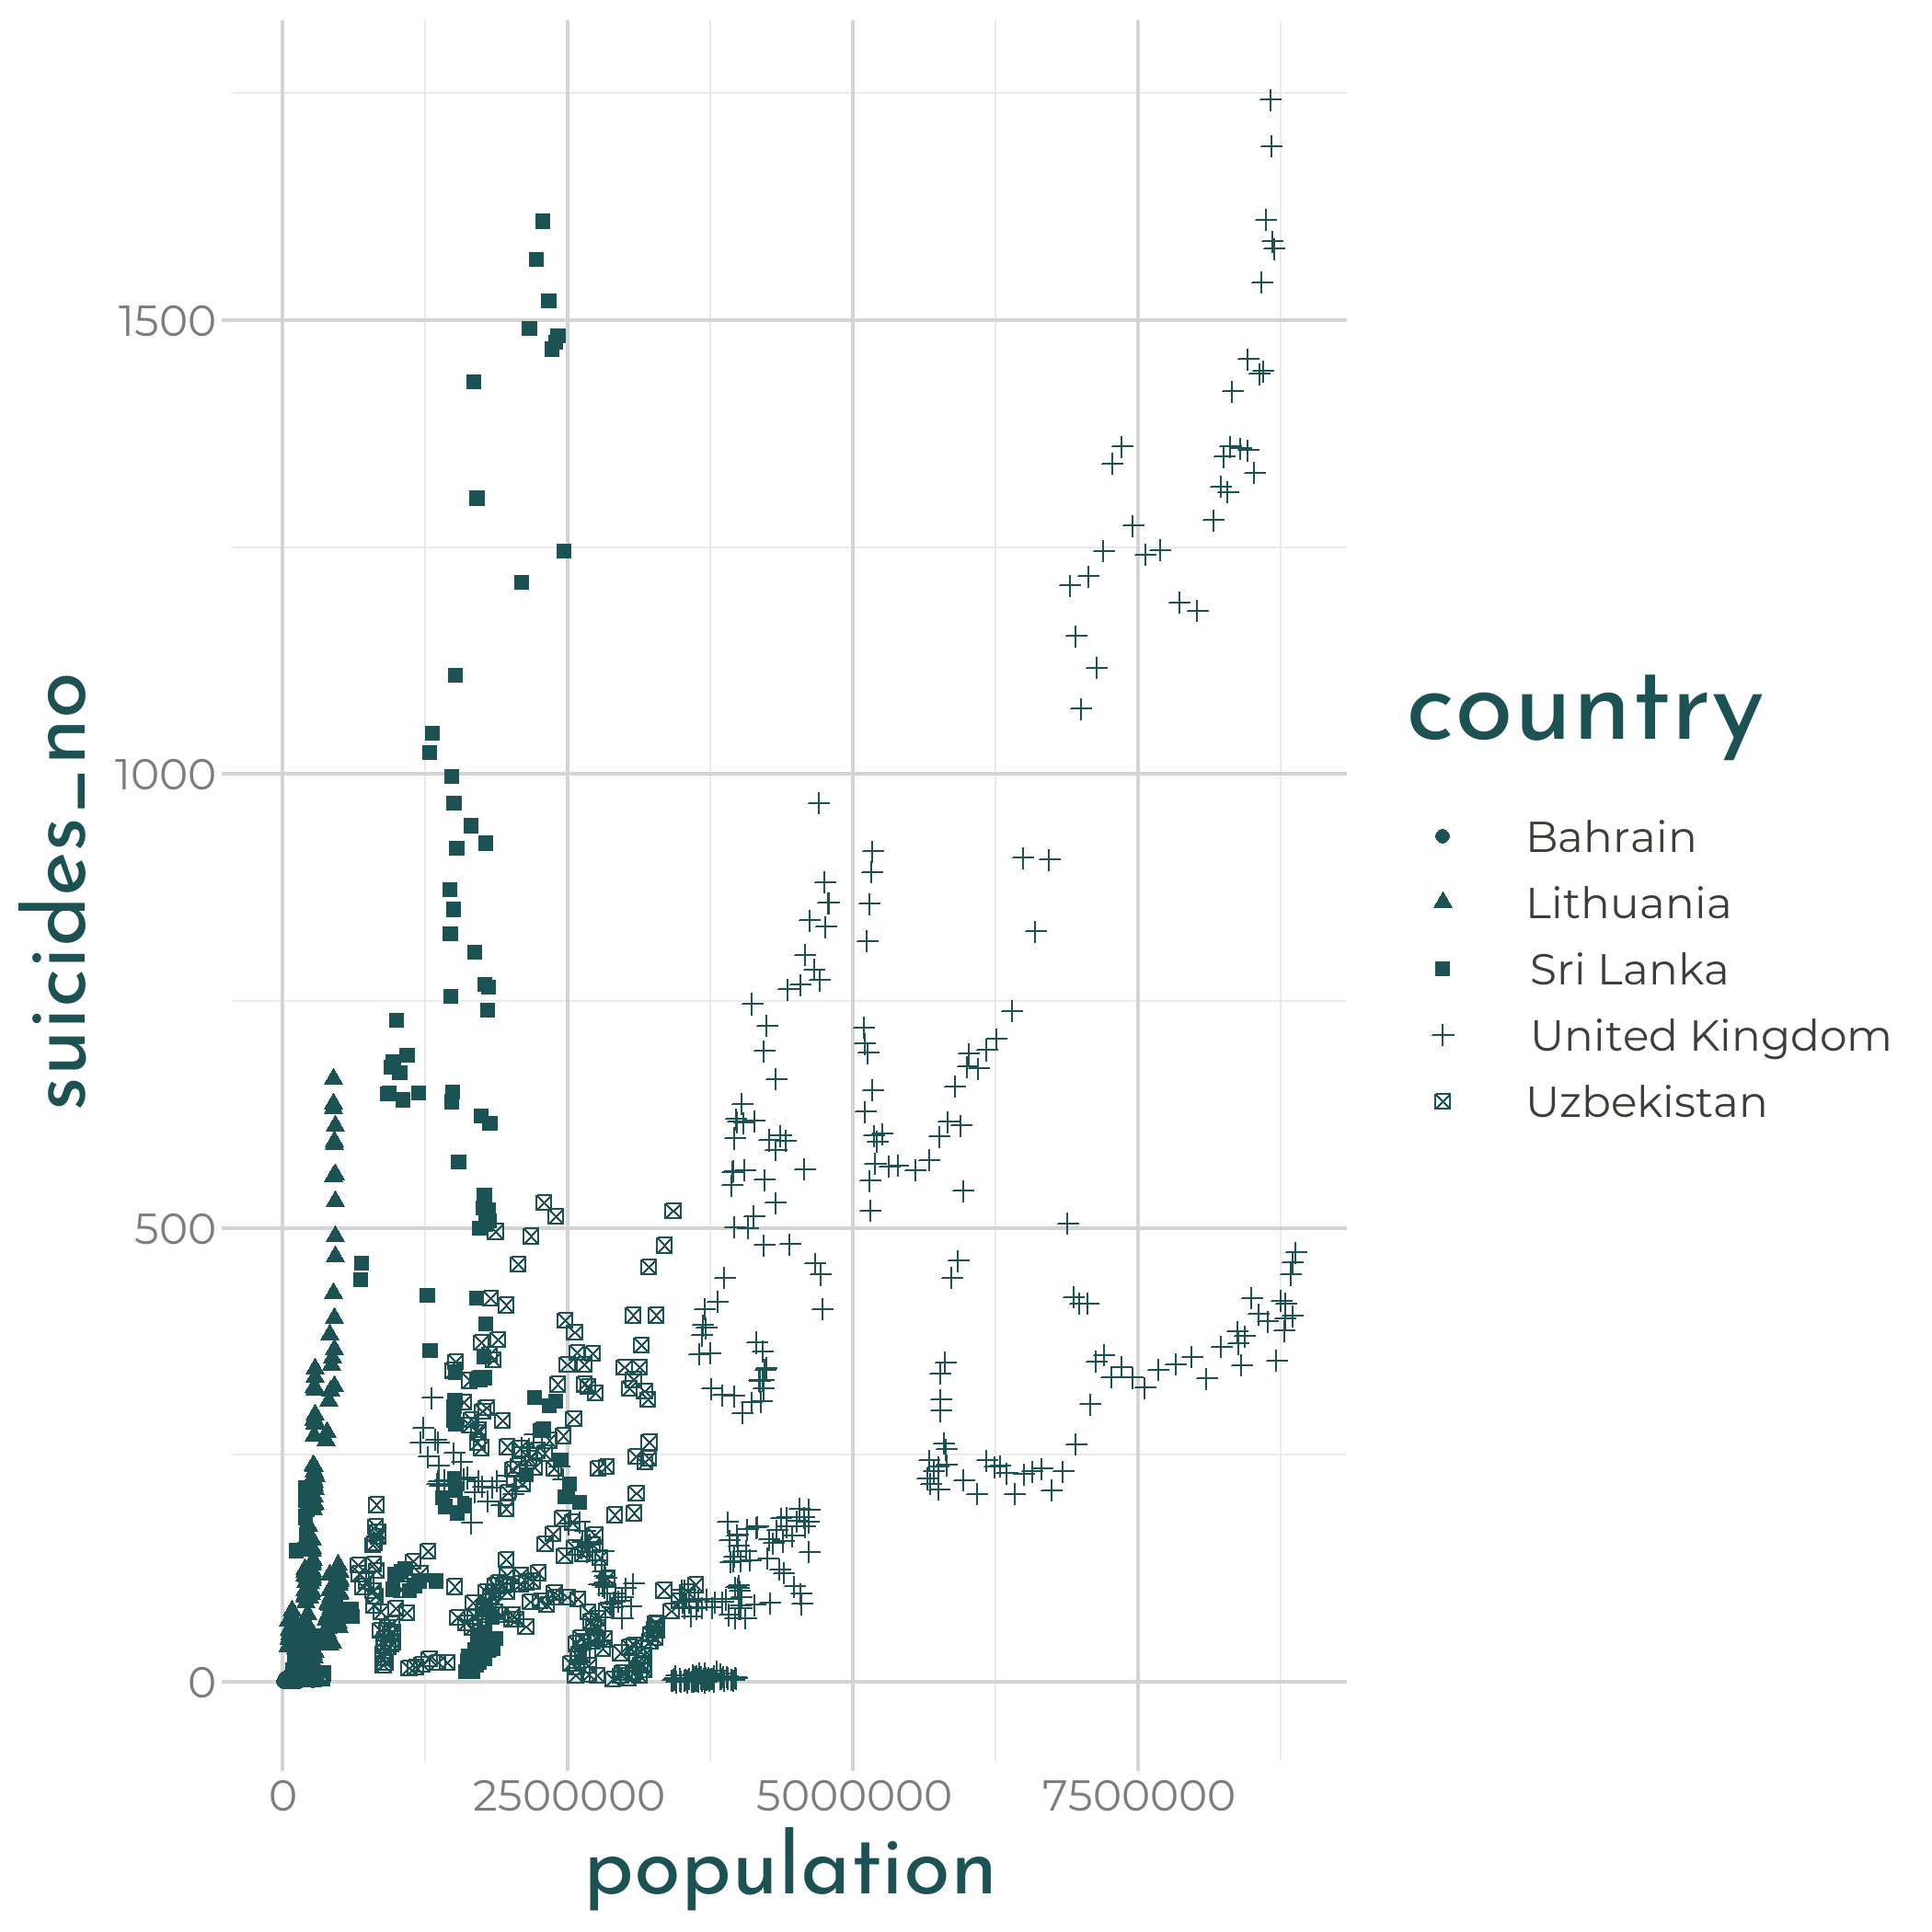 suicides_no
1500
1000
500
0
0 2500000 5000000 7500000
population
country
Bahrain
Lithuania
Sri Lanka
United Kingdom
Uzbekistan